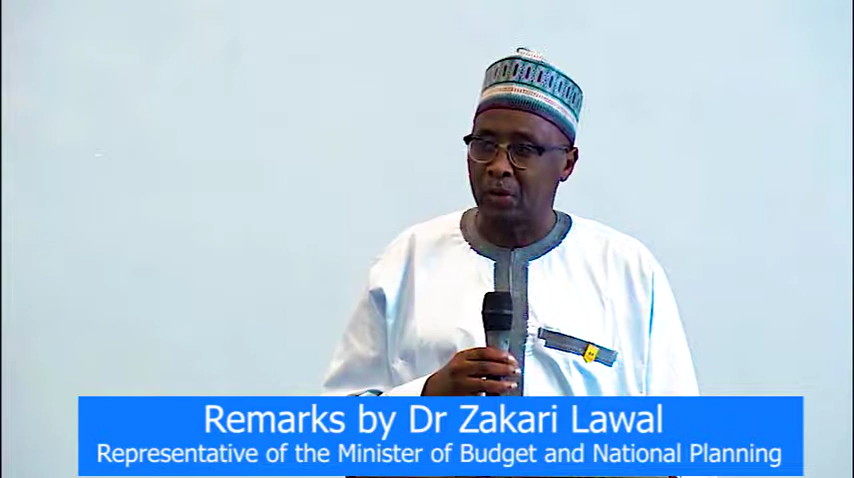 Remarks by Dr Zakari Lawal
Representative of the Minister of Budget and National Planning